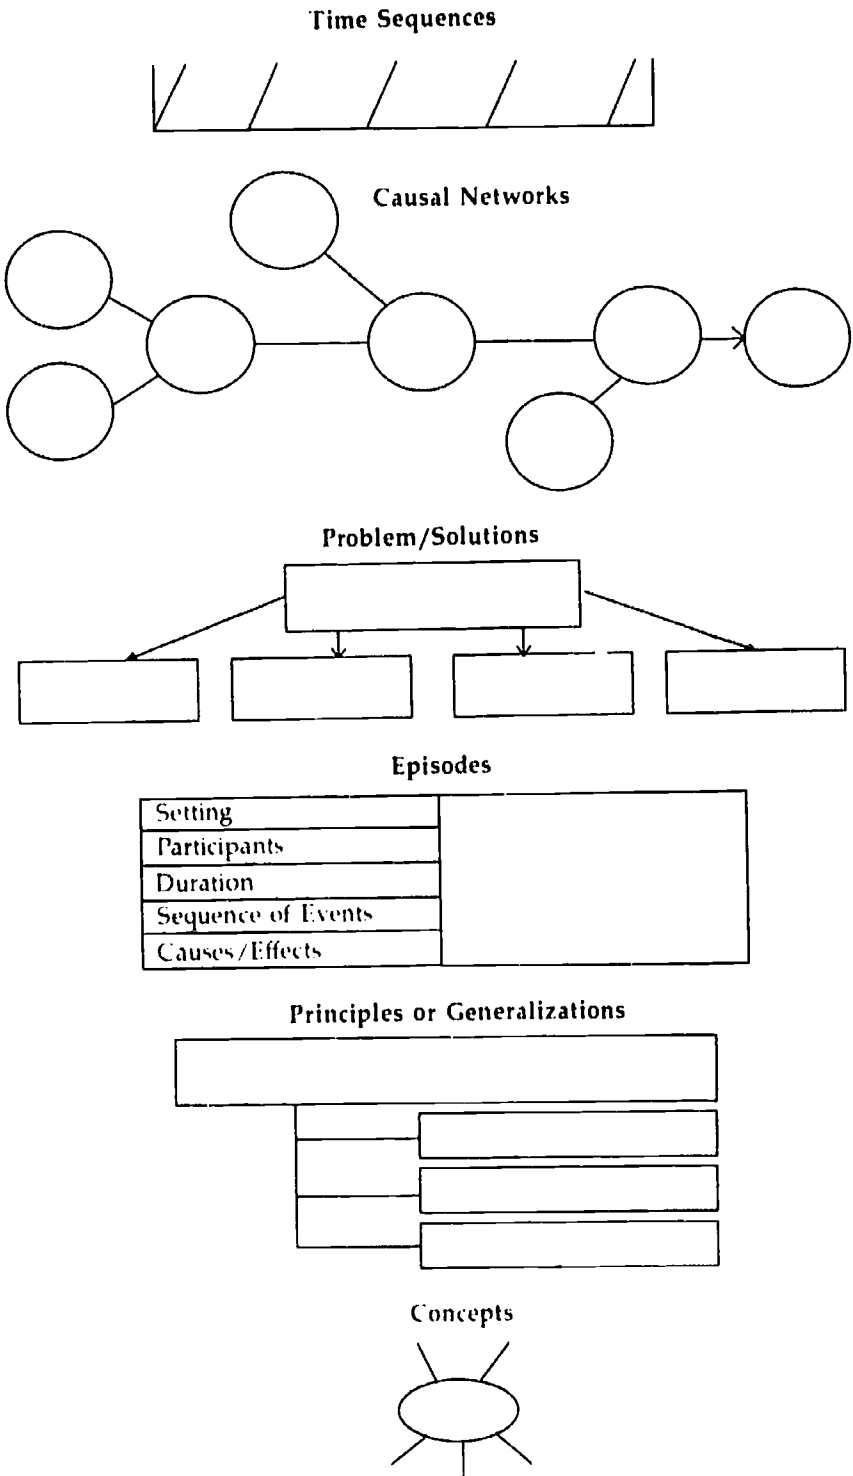 Time Sequences
Causal Networks
Problem/Solutions
Episodes
Setting
Participants
Duration
Sequence of Events
Causes/Effects
Principles or Generalizations
Concepts